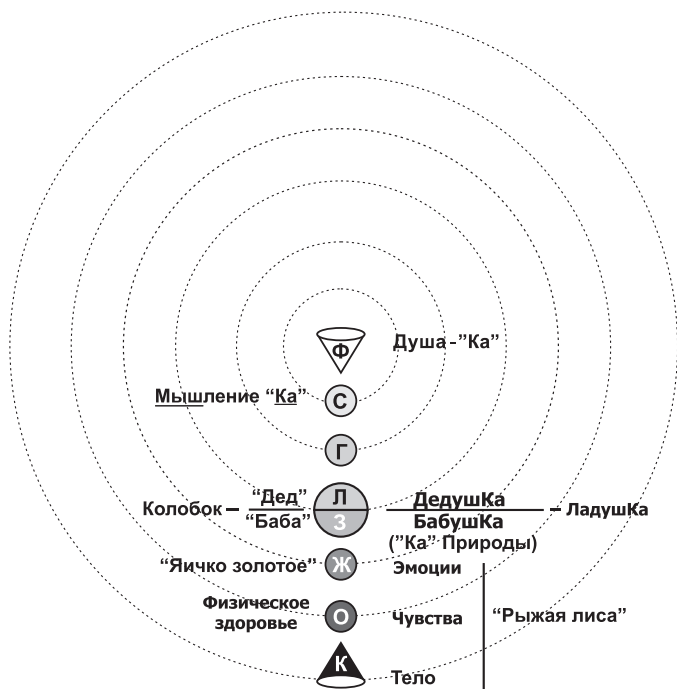 Ф Душа-"Ка"
Мышление "Ка" С
Г
Колобок – "Дед" Л ДедушКа – ЛадушКа
"Баба" З БабушКа
("Ка" Природы)
"Яичко золотое" Ж Эмоции
Физическое
здоровье О Чувства "Рыжая лиса"
К Тело